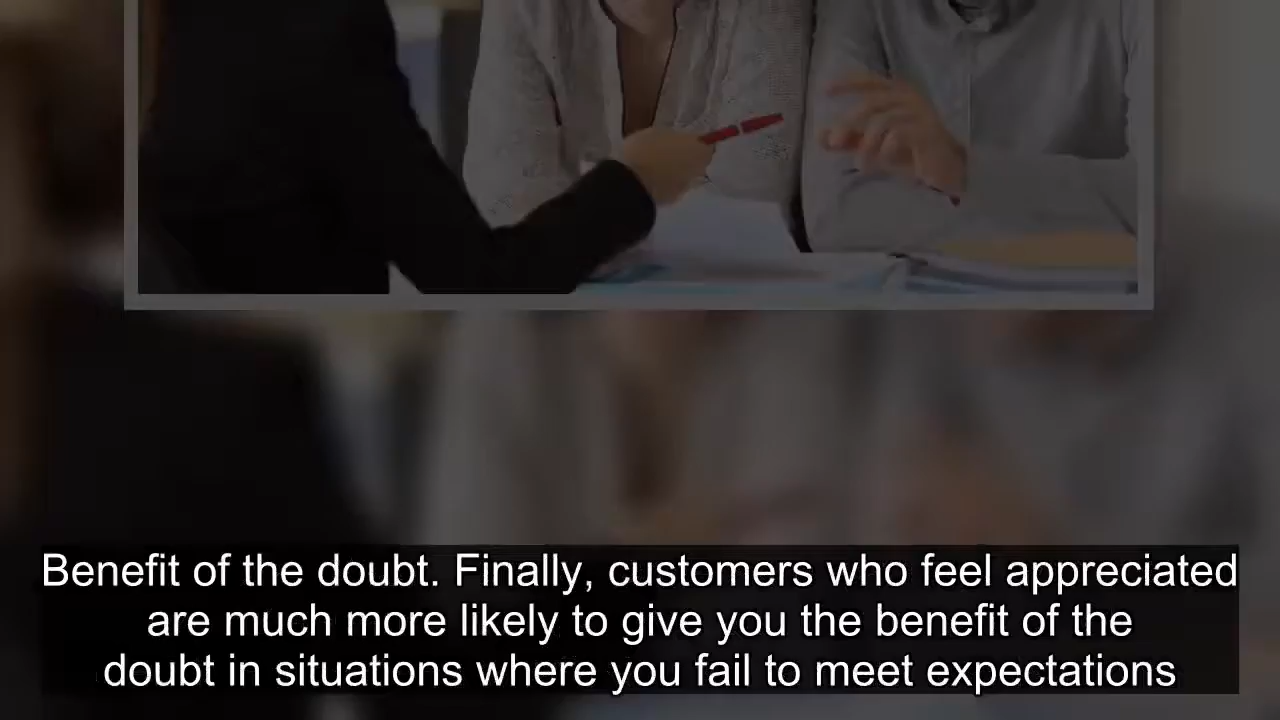 Benefit of the doubt. Finally, customers who feel appreciated
are much more likely to give you the benefit of the
doubt in situations where you fail to meet expectations